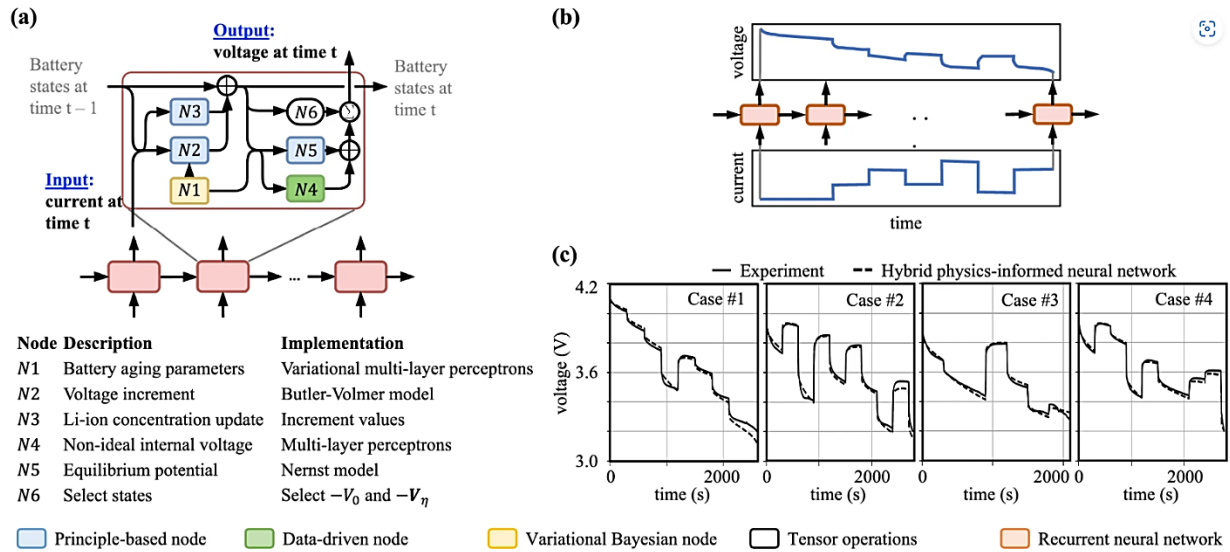 (a)
Output:
voltage at time t
Battery
states at
time t – 1
Battery
states at
time t
N3
N6
Σ
N2
N5
N1
N4
Input:
current at
time t
...
Node Description Implementation
N1 Battery aging parameters Variational multi-layer perceptrons
N2 Voltage increment Butler-Volmer model
N3 Li-ion concentration update Increment values
N4 Non-ideal internal voltage Multi-layer perceptrons
N5 Equilibrium potential Nernst model
N6 Select states Select −V₀ and −Vη
(b)
voltage
. .
.
current
time
(c)
Experiment Hybrid physics-informed neural network
4.2
3.6
3.0
voltage (V)
Case #1 Case #2 Case #3 Case #4
0 2000 0 2000 0 2000 0 2000
time (s) time (s) time (s) time (s)
Principle-based node Data-driven node Variational Bayesian node Tensor operations Recurrent neural network